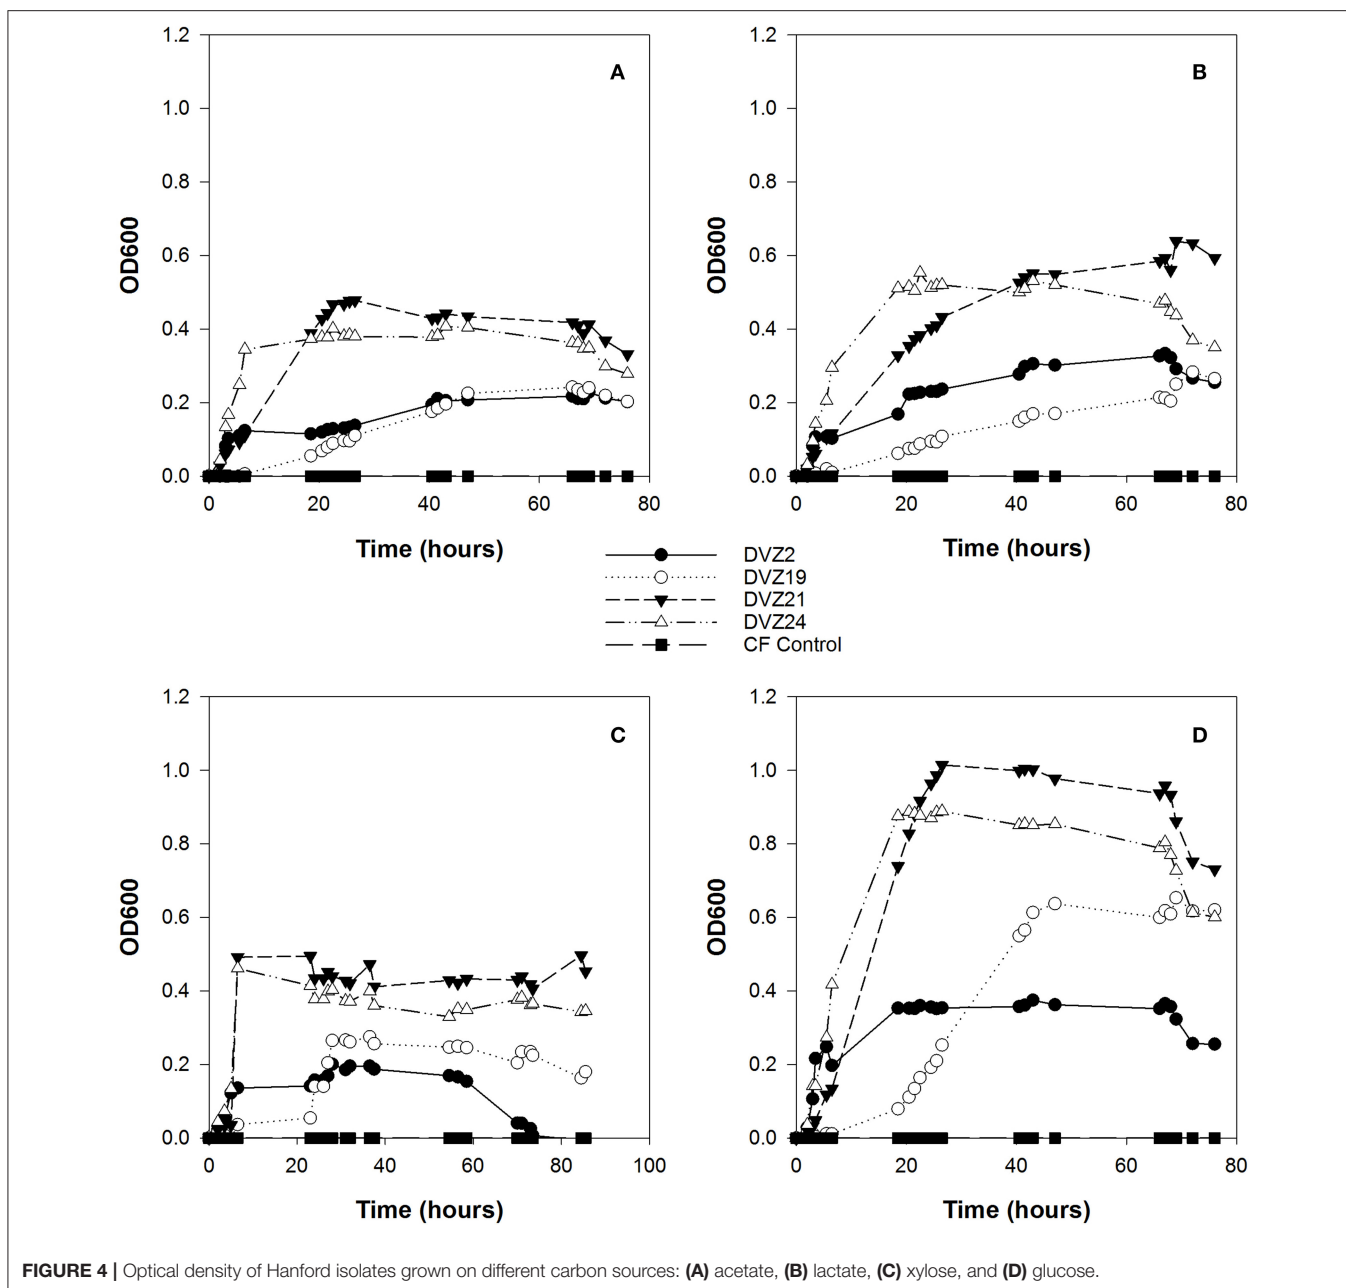 1.2
1.0
0.8
0.6
0.4
0.2
0.0
OD600
A
0 20 40 60 80
Time (hours)
1.2
1.0
0.8
0.6
0.4
0.2
0.0
OD600
B
0 20 40 60 80
Time (hours)
DVZ2
DVZ19
DVZ21
DVZ24
CF Control
1.2
1.0
0.8
0.6
0.4
0.2
0.0
OD600
C
0 20 40 60 80 100
Time (hours)
1.2
1.0
0.8
0.6
0.4
0.2
0.0
OD600
D
0 20 40 60 80
Time (hours)
FIGURE 4 | Optical density of Hanford isolates grown on different carbon sources: (A) acetate, (B) lactate, (C) xylose, and (D) glucose.